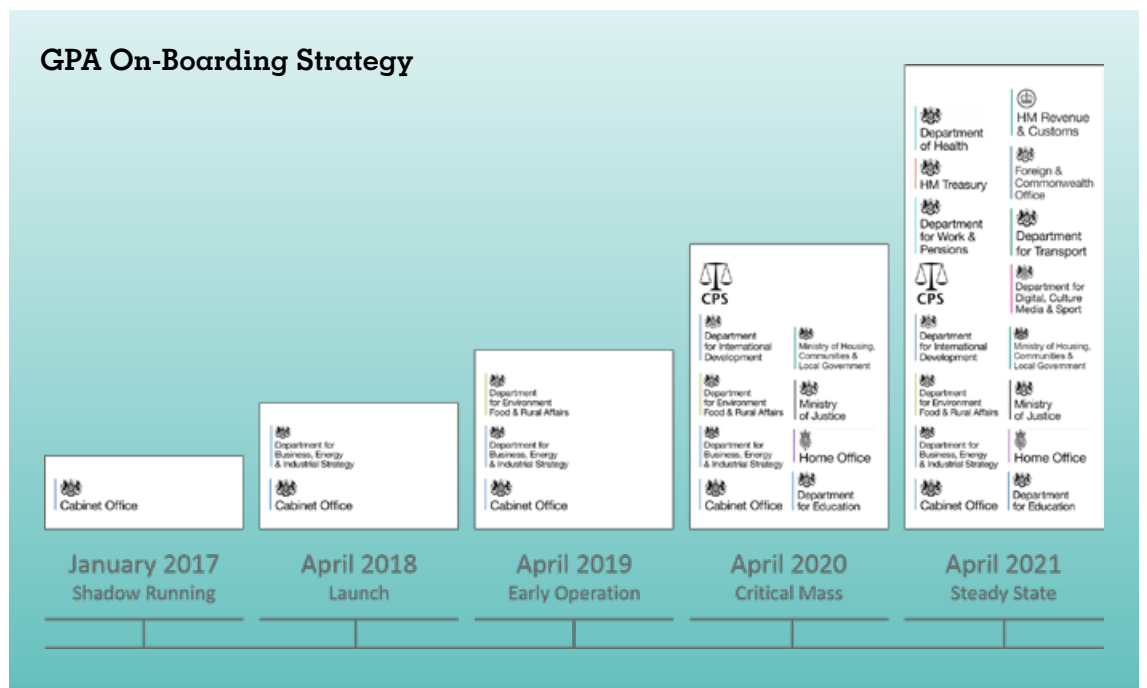 GPA On-Boarding Strategy
Cabinet Office
January 2017
Shadow Running
Department for
Business, Energy
& Industrial Strategy
Cabinet Office
April 2018
Launch
Department
for Environment
Food & Rural Affairs
Department for
Business, Energy
& Industrial Strategy
Cabinet Office
April 2019
Early Operation
CPS
Department
for International
Development
Department
for Environment
Food & Rural Affairs
Department for
Business, Energy
& Industrial Strategy
Cabinet Office
Ministry of Housing,
Communities &
Local Government
Ministry
of Justice
Home Office
Department
for Education
April 2020
Critical Mass
Department
of Health
HM Treasury
Department
for Work &
Pensions
CPS
Department
for International
Development
Department
for Environment
Food & Rural Affairs
Department for
Business, Energy
& Industrial Strategy
Cabinet Office
HM Revenue
& Customs
Foreign &
Commonwealth
Office
Department
for Transport
Department for
Digital, Culture
Media & Sport
Ministry of Housing,
Communities &
Local Government
Ministry
of Justice
Home Office
Department
for Education
April 2021
Steady State